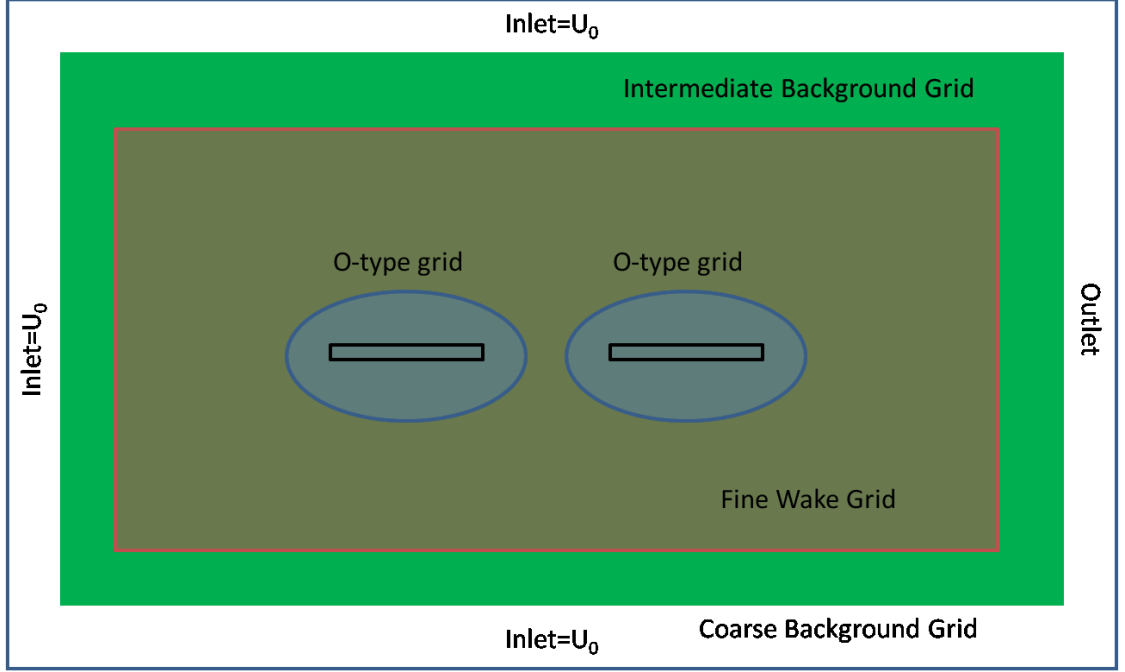 Inlet=U₀
Intermediate Background Grid
O-type grid
O-type grid
Inlet=U₀
Outlet
Fine Wake Grid
Inlet=U₀
Coarse Background Grid